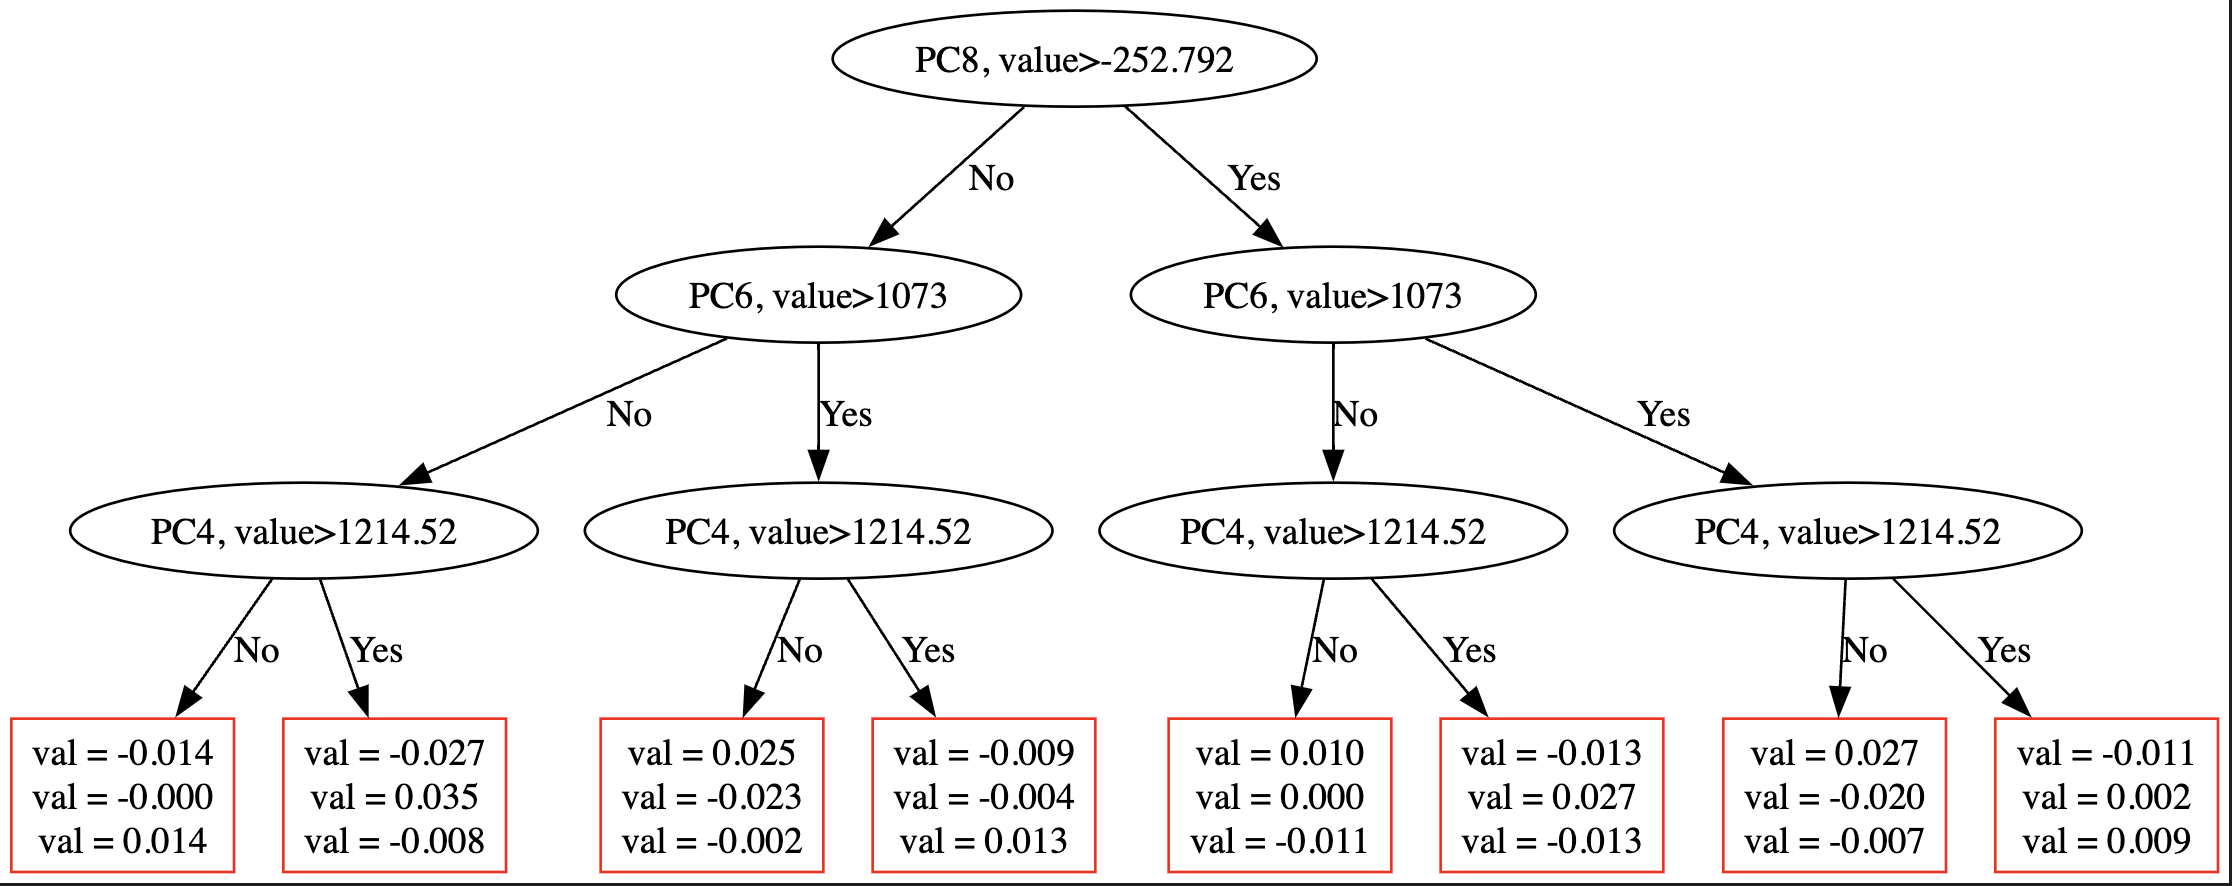 PC8, value>-252.792
No
Yes
PC6, value>1073
PC6, value>1073
No
Yes
No
Yes
PC4, value>1214.52
PC4, value>1214.52
PC4, value>1214.52
PC4, value>1214.52
No
Yes
No
Yes
No
Yes
No
Yes
val = -0.014
val = -0.000
val = 0.014
val = -0.027
val = 0.035
val = -0.008
val = 0.025
val = -0.023
val = -0.002
val = -0.009
val = -0.004
val = 0.013
val = 0.010
val = 0.000
val = -0.011
val = -0.013
val = 0.027
val = -0.013
val = 0.027
val = -0.020
val = -0.007
val = -0.011
val = 0.002
val = 0.009